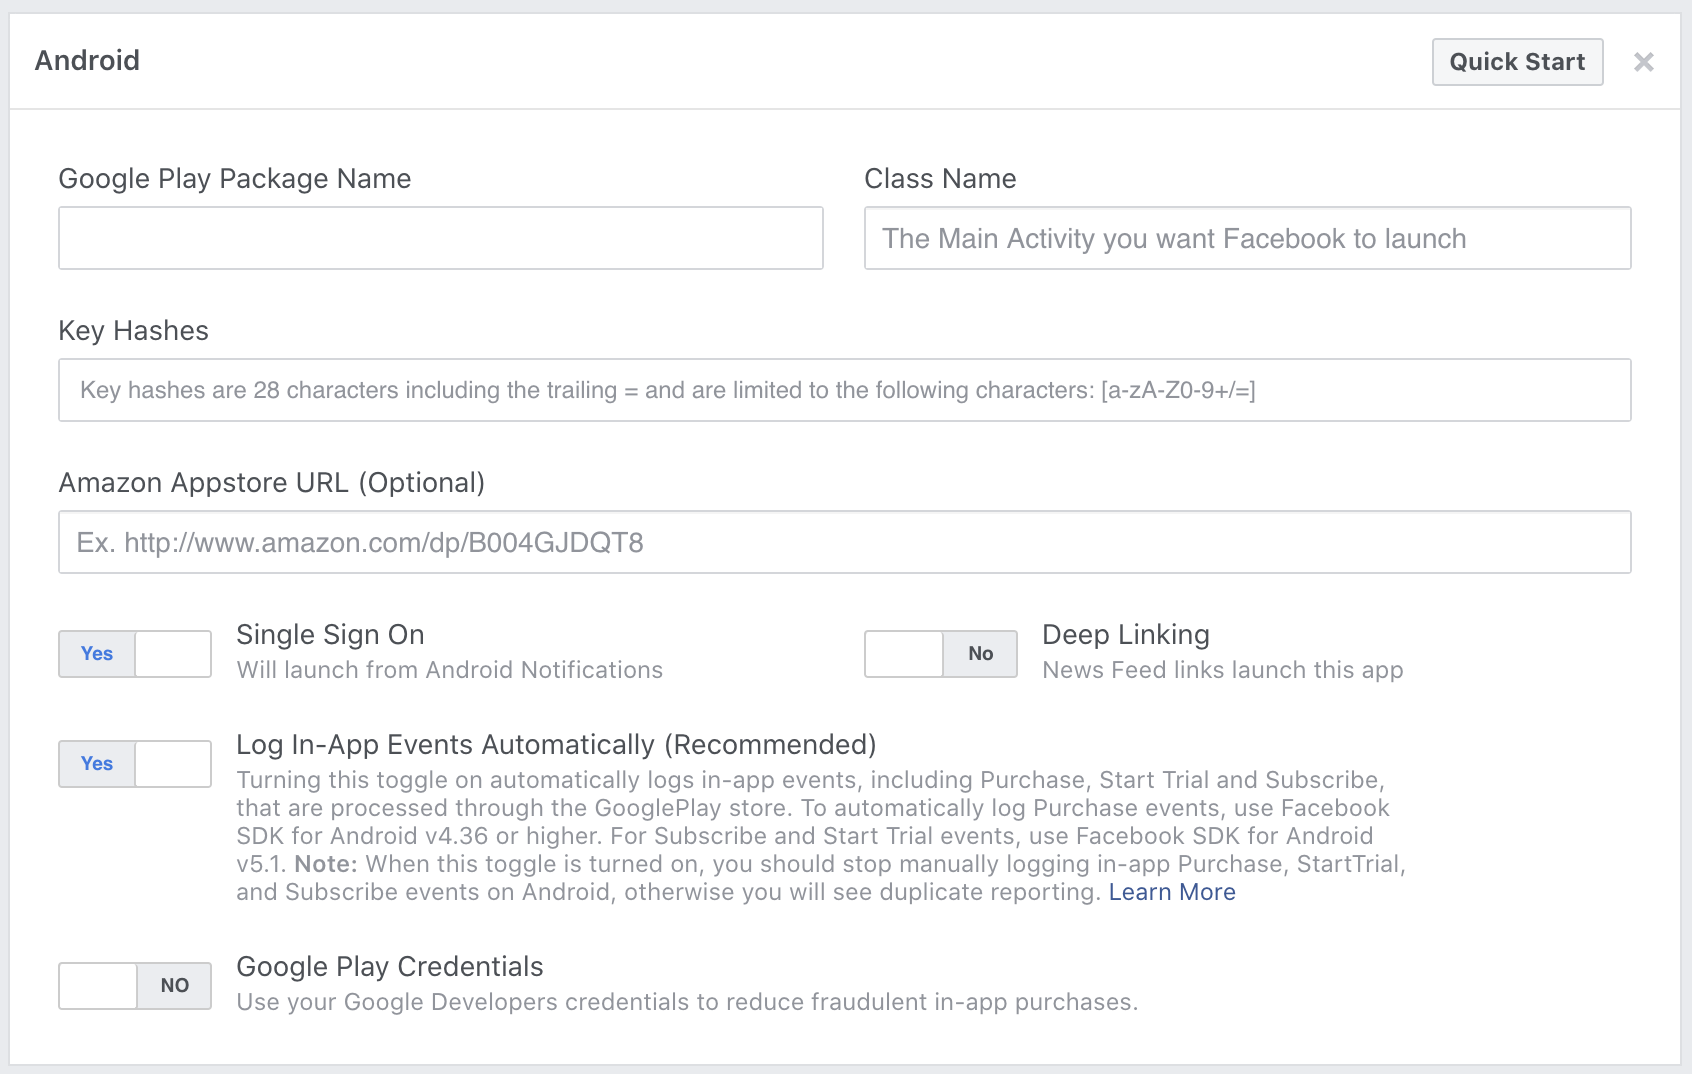 Android
Quick Start
Google Play Package Name
Class Name
The Main Activity you want Facebook to launch
Key Hashes
Key hashes are 28 characters including the trailing = and are limited to the following characters: [a-zA-Z0-9+/=]
Amazon Appstore URL (Optional)
Ex. http://www.amazon.com/dp/B004GJDQT8
Yes
Single Sign On
Will launch from Android Notifications
No
Deep Linking
News Feed links launch this app
Yes
Log In-App Events Automatically (Recommended)
Turning this toggle on automatically logs in-app events, including Purchase, Start Trial and Subscribe,
that are processed through the GooglePlay store. To automatically log Purchase events, use Facebook
SDK for Android v4.36 or higher. For Subscribe and Start Trial events, use Facebook SDK for Android
v5.1. Note: When this toggle is turned on, you should stop manually logging in-app Purchase, StartTrial,
and Subscribe events on Android, otherwise you will see duplicate reporting. Learn More
NO
Google Play Credentials
Use your Google Developers credentials to reduce fraudulent in-app purchases.